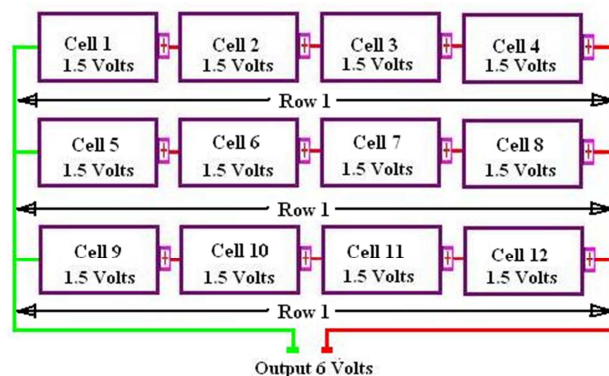 Cell 1 Cell 2 Cell 3 Cell 4
1.5 Volts 1.5 Volts 1.5 Volts 1.5 Volts
Row 1
Cell 5 Cell 6 Cell 7 Cell 8
1.5 Volts 1.5 Volts 1.5 Volts 1.5 Volts
Row 1
Cell 9 Cell 10 Cell 11 Cell 12
1.5 Volts 1.5 Volts 1.5 Volts 1.5 Volts
Row 1
Output 6 Volts